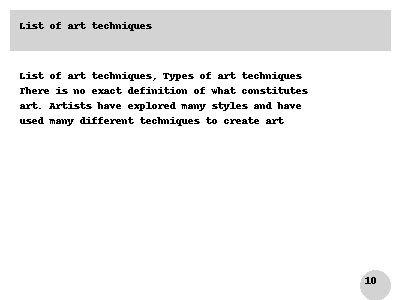 List of art techniques
List of art techniques, Types of art techniques
There is no exact definition of what constitutes
art. Artists have explored many styles and have
used many different techniques to create art
10